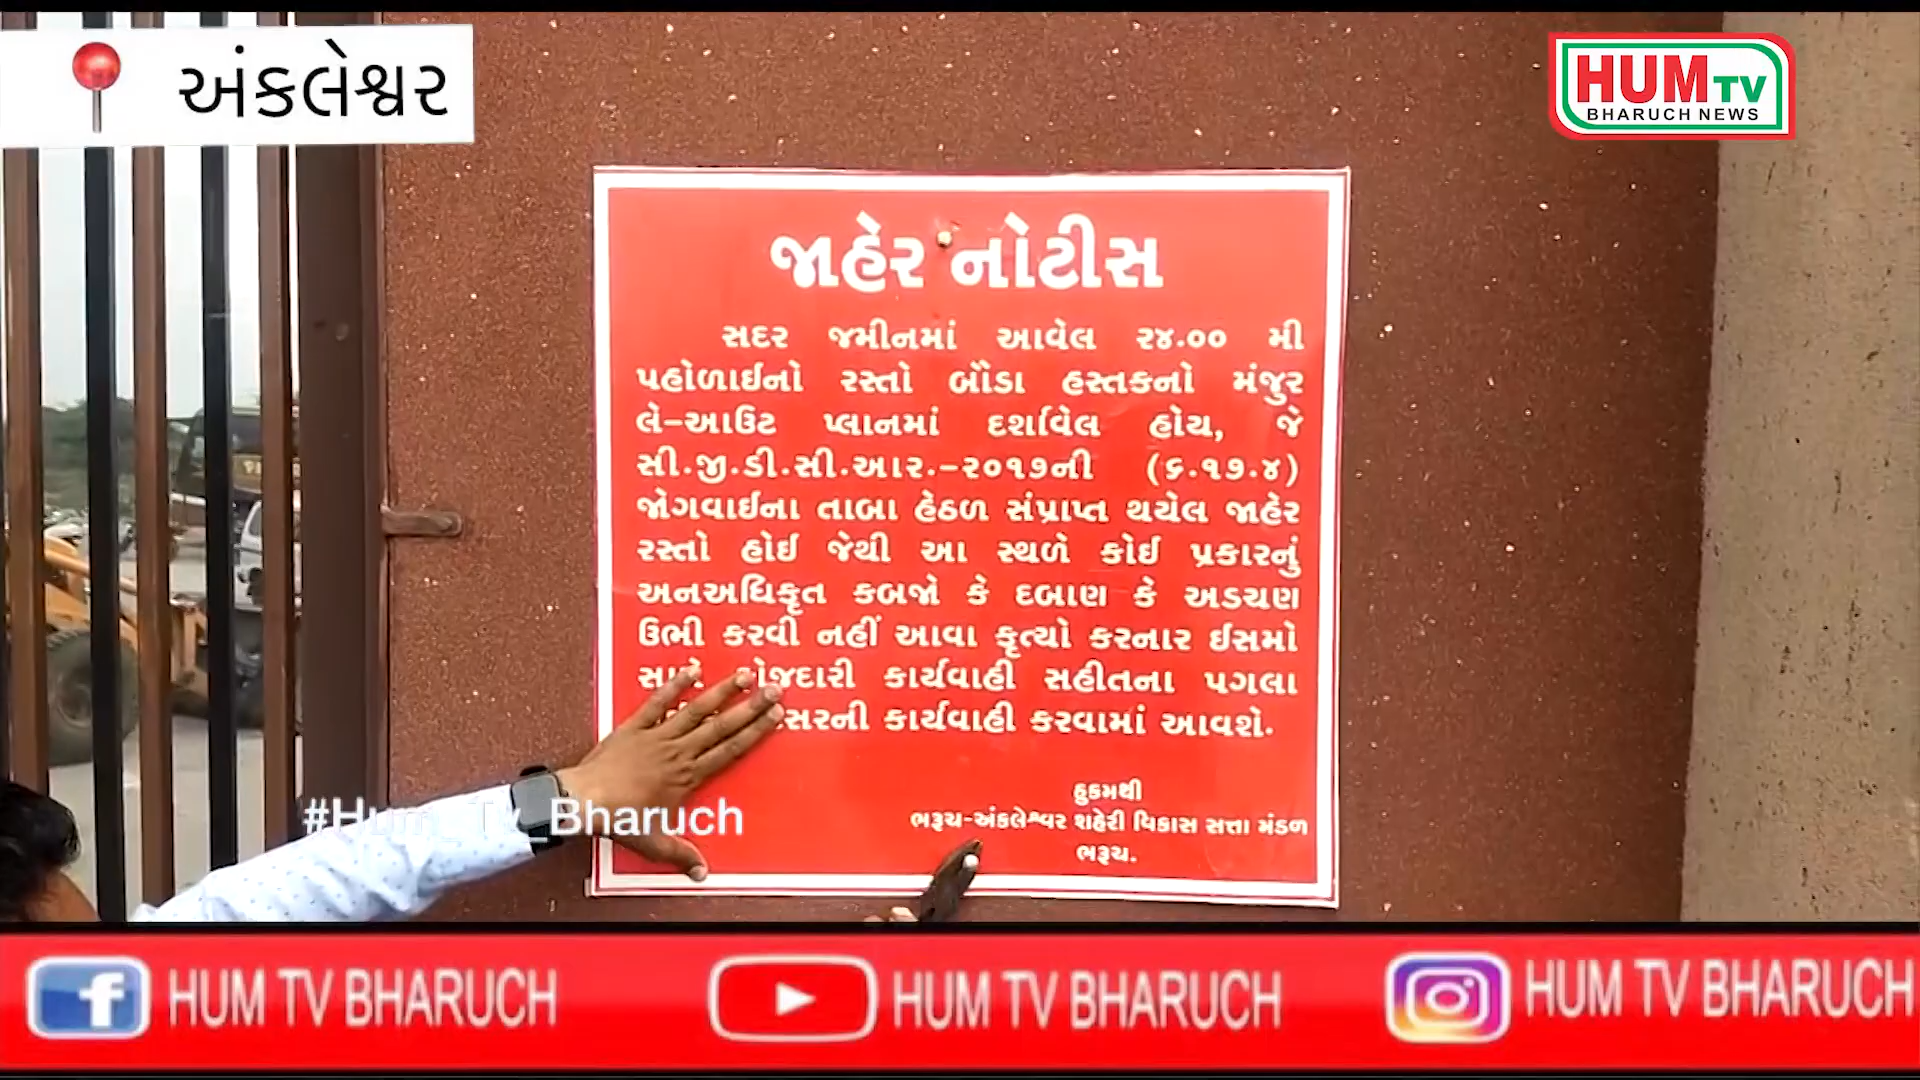 અંકલેશ્વર
HUM TV
BHARUCH NEWS
જાહેર નોટીસ
સદર જમીનમાં આવેલ ૨૪.૦૦ મી
પહોળાઈનો રસ્તો બૌડા હસ્તકનો મંજુર
લે-આઉટ પ્લાનમાં દર્શાવેલ હોય, જે
સી.જી.ડી.સી.આર.-૨૦૧૭ની (૬.૧૭.૪)
જોગવાઈના તાબા હેઠળ સંપ્રાપ્ત થયેલ જાહેર
રસ્તો હોઈ જેથી આ સ્થળે કોઈ પ્રકારનું
અનઅધિકૃત કબજો કે દબાણ કે અડચણ
ઉભી કરવી નહીં આવા કૃત્યો કરનાર ઈસમો
કાર્યવાહી સહીતના પગલા
કાર્યવાહી કરવામાં આવશે.
હુકમથી
ભરૂચ-અંકલેશ્વર શહેરી વિકાસ સત્તા મંડળ
ભરૂચ.
#Hum_Tv_Bharuch
HUM TV BHARUCH
HUM TV BHARUCH
HUM TV BHARUCH